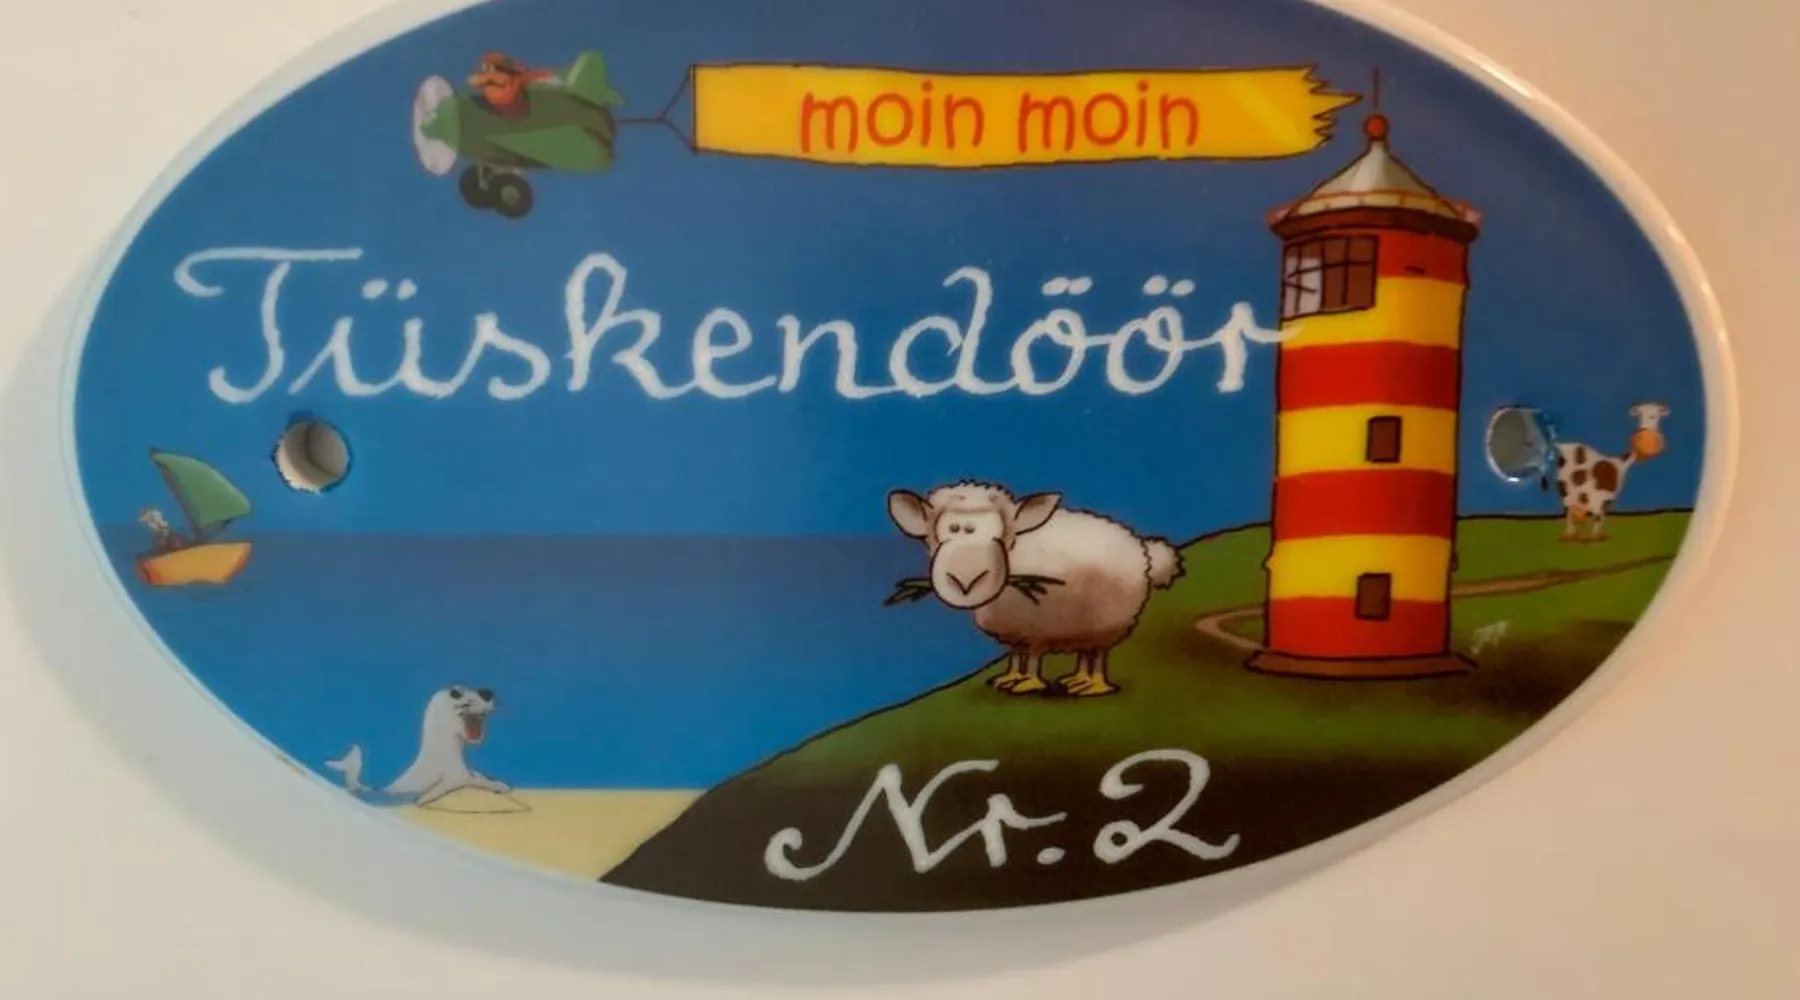 moin moin
Tüskendöör
Nr. 2